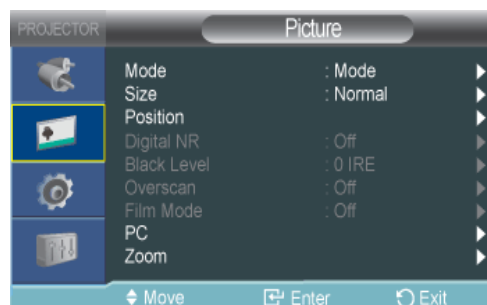 PROJECTOR
Picture
Mode : Mode
Size : Normal
Position
Digital NR : Off
Black Level : 0 IRE
Overscan : Off
Film Mode : Off
PC
Zoom
Move Enter Exit